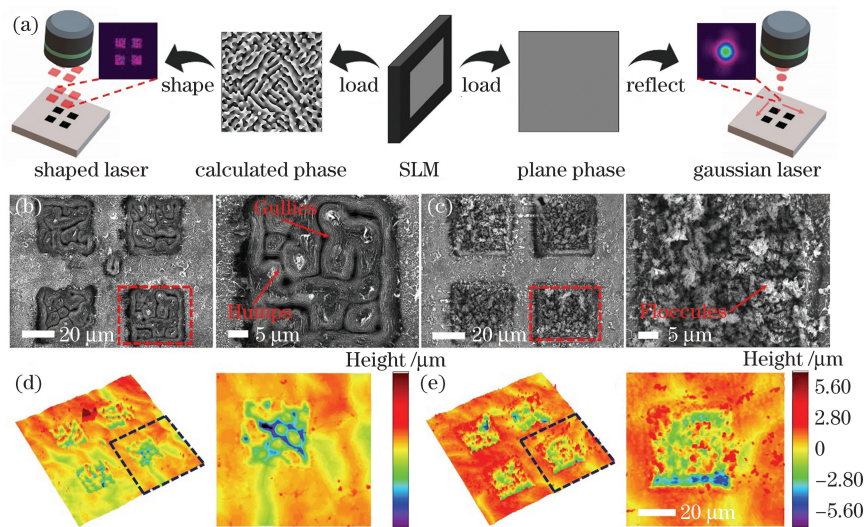 (a)
shape
load
load
reflect
shaped laser
calculated phase
SLM
plane phase
gaussian laser
(b)
Gullies
Humps
20 μm
5 μm
(c)
Floccules
20 μm
5 μm
(d)
Height /μm
(e)
20 μm
Height /μm
5.60
2.80
0
−2.80
−5.60